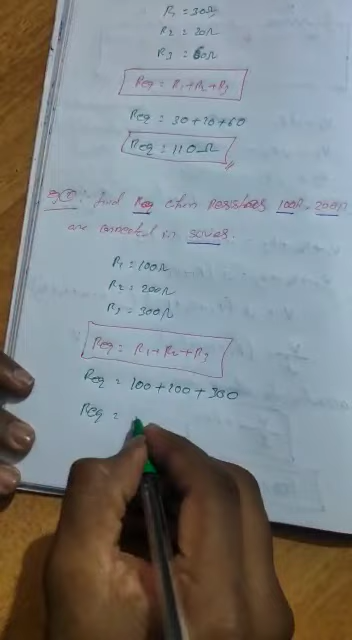 R₁ = 30Ω
R₂ = 20Ω
R₃ = 60Ω
Req = R₁+R₂+R₃
Req = 30+20+60
Req = 110Ω
find Req when Resistors 100Ω, 200Ω
are connected in series:
R₁ = 100Ω
R₂ = 200Ω
R₃ = 300Ω
Req = R₁+R₂+R₃
Req = 100+200+300
Req =